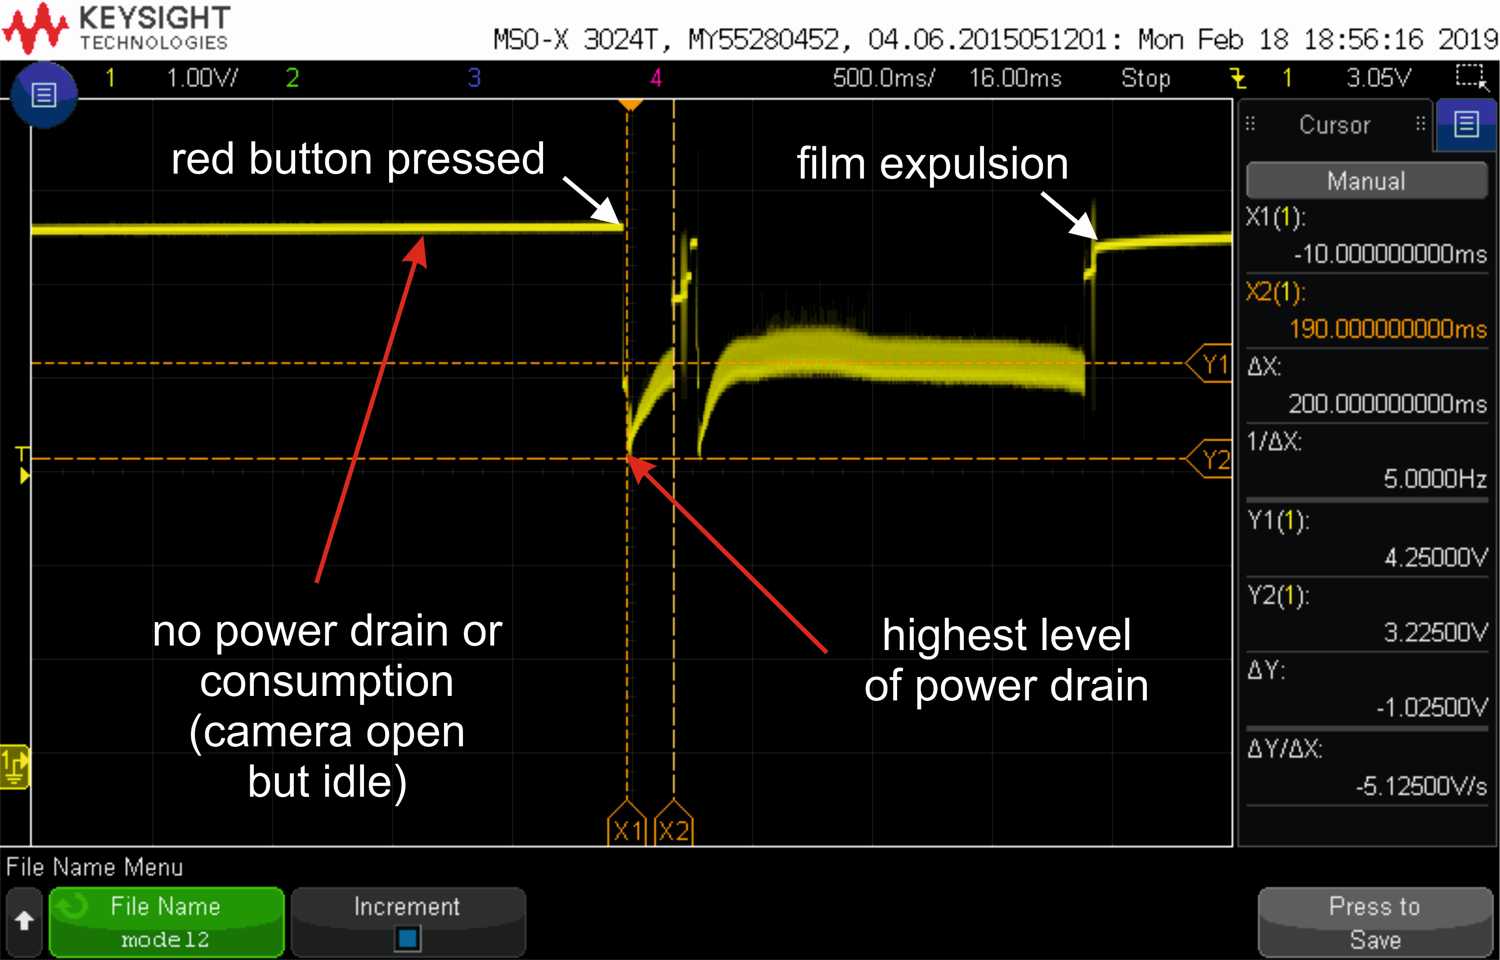 KEYSIGHT
TECHNOLOGIES
MSO-X 3024T, MY55280452, 04.06.2015051201: Mon Feb 18 18:56:16 2019
1 1.00V/ 2 3 4 500.0ms/ 16.00ms Stop 1 3.05V
red button pressed
film expulsion
no power drain or
consumption
(camera open
but idle)
highest level
of power drain
T
1
Y1
Y2
X1 X2
Cursor
Manual
X1(1):
-10.000000000ms
X2(1):
190.000000000ms
ΔX:
200.000000000ms
1/ΔX:
5.0000Hz
Y1(1):
4.25000V
Y2(1):
3.22500V
ΔY:
-1.02500V
ΔY/ΔX:
-5.12500V/s
File Name Menu
File Name
model2
Increment
Press to
Save